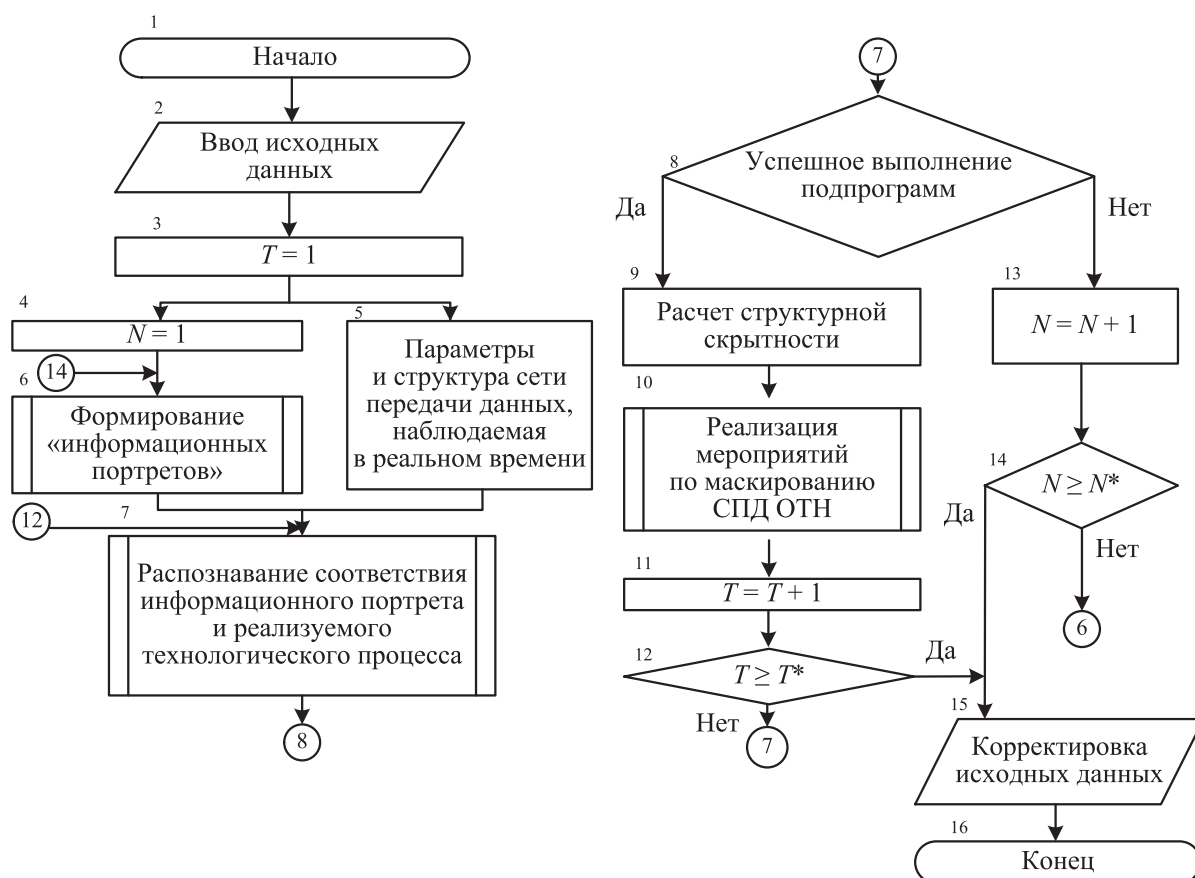 1
Начало
2
Ввод исходных
данных
3
T = 1
4
N = 1
5
Параметры
и структура сети
передачи данных,
наблюдаемая
в реальном времени
14
6
Формирование
«информационных
портретов»
12
7
Распознавание соответствия
информационного портрета
и реализуемого
технологического процесса
8
7
8
Успешное выполнение
подпрограмм
Да
Нет
9
Расчет структурной
скрытности
10
Реализация
мероприятий
по маскированию
СПД ОТН
11
T = T + 1
12
T ≥ T*
Да
Нет
7
13
N = N + 1
14
N ≥ N*
Да
Нет
6
15
Корректировка
исходных данных
16
Конец